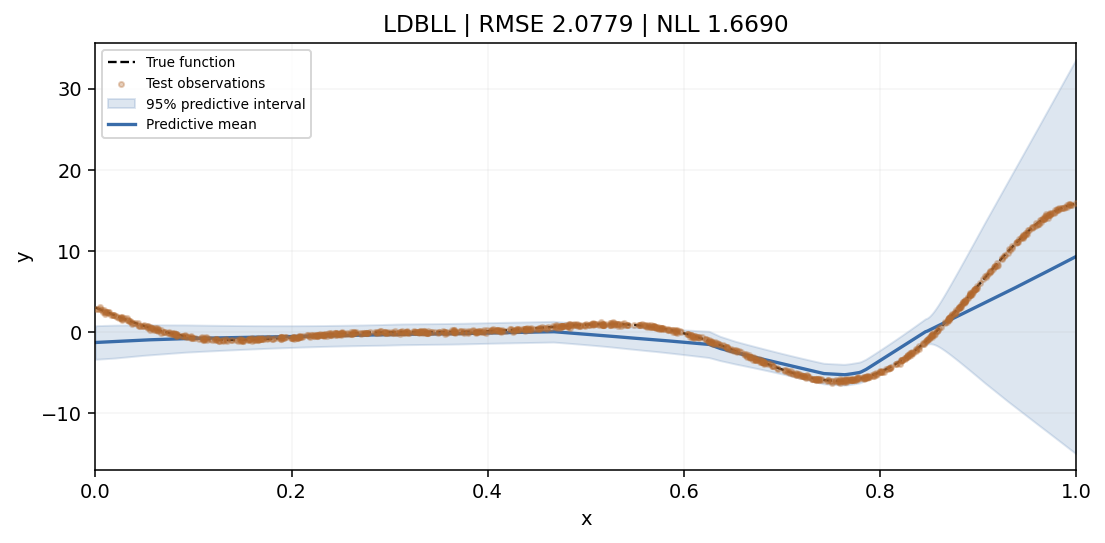 LDBLL | RMSE 2.0779 | NLL 1.6690
True function
Test observations
95% predictive interval
Predictive mean
30
20
10
0
−10
y
0.0 0.2 0.4 0.6 0.8 1.0
x